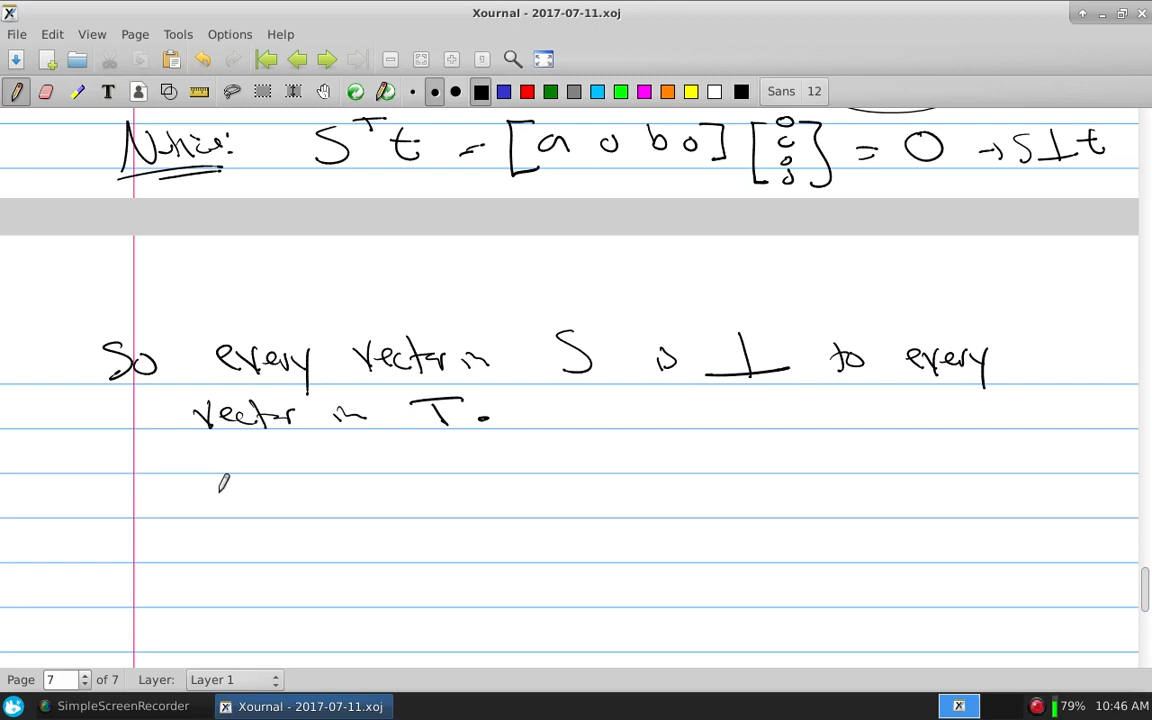 Xournal - 2017-07-11.xoj
File Edit View Page Tools Options Help
Sans 12
Notice: S^T t = [a 0 b 0] [0 c 0 d] = 0 → S ⊥ t
So every vector in S is ⊥ to every
vector in T.
Page 7 of 7 Layer: Layer 1
SimpleScreenRecorder Xournal - 2017-07-11.xoj 79% 10:46 AM